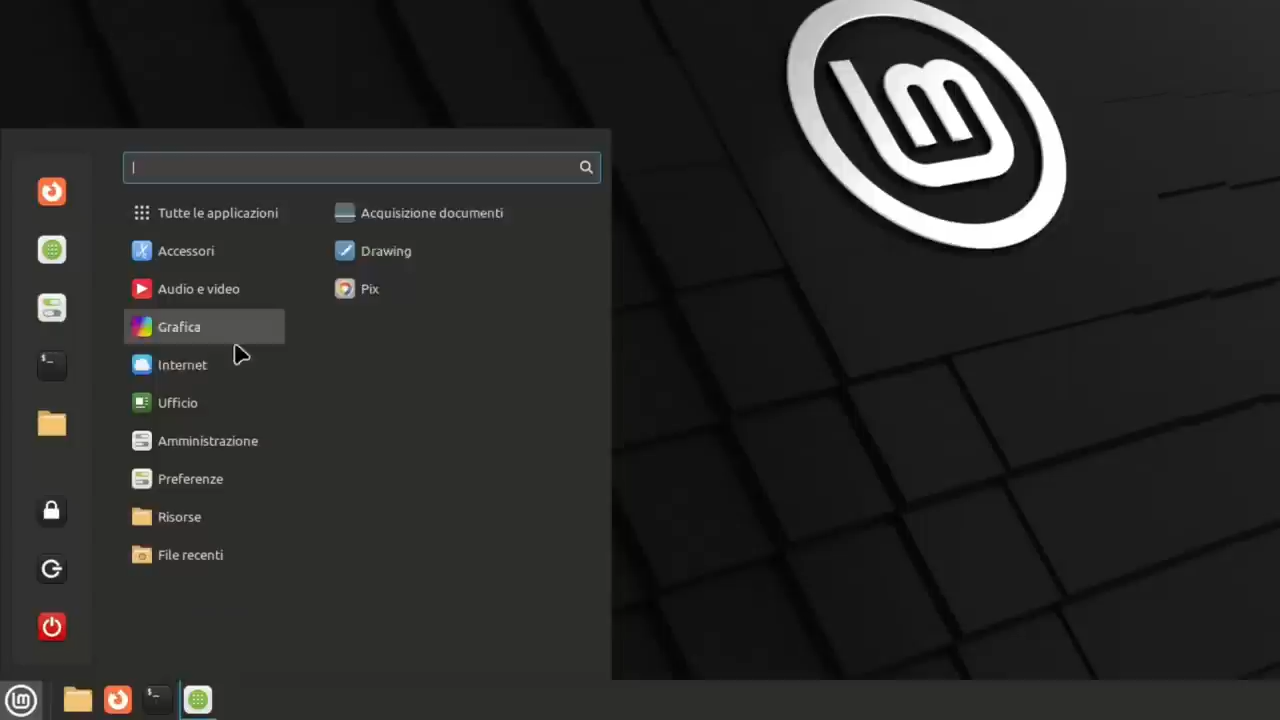 Tutte le applicazioni
Accessori
Audio e video
Grafica
Internet
Ufficio
Amministrazione
Preferenze
Risorse
File recenti
Acquisizione documenti
Drawing
Pix